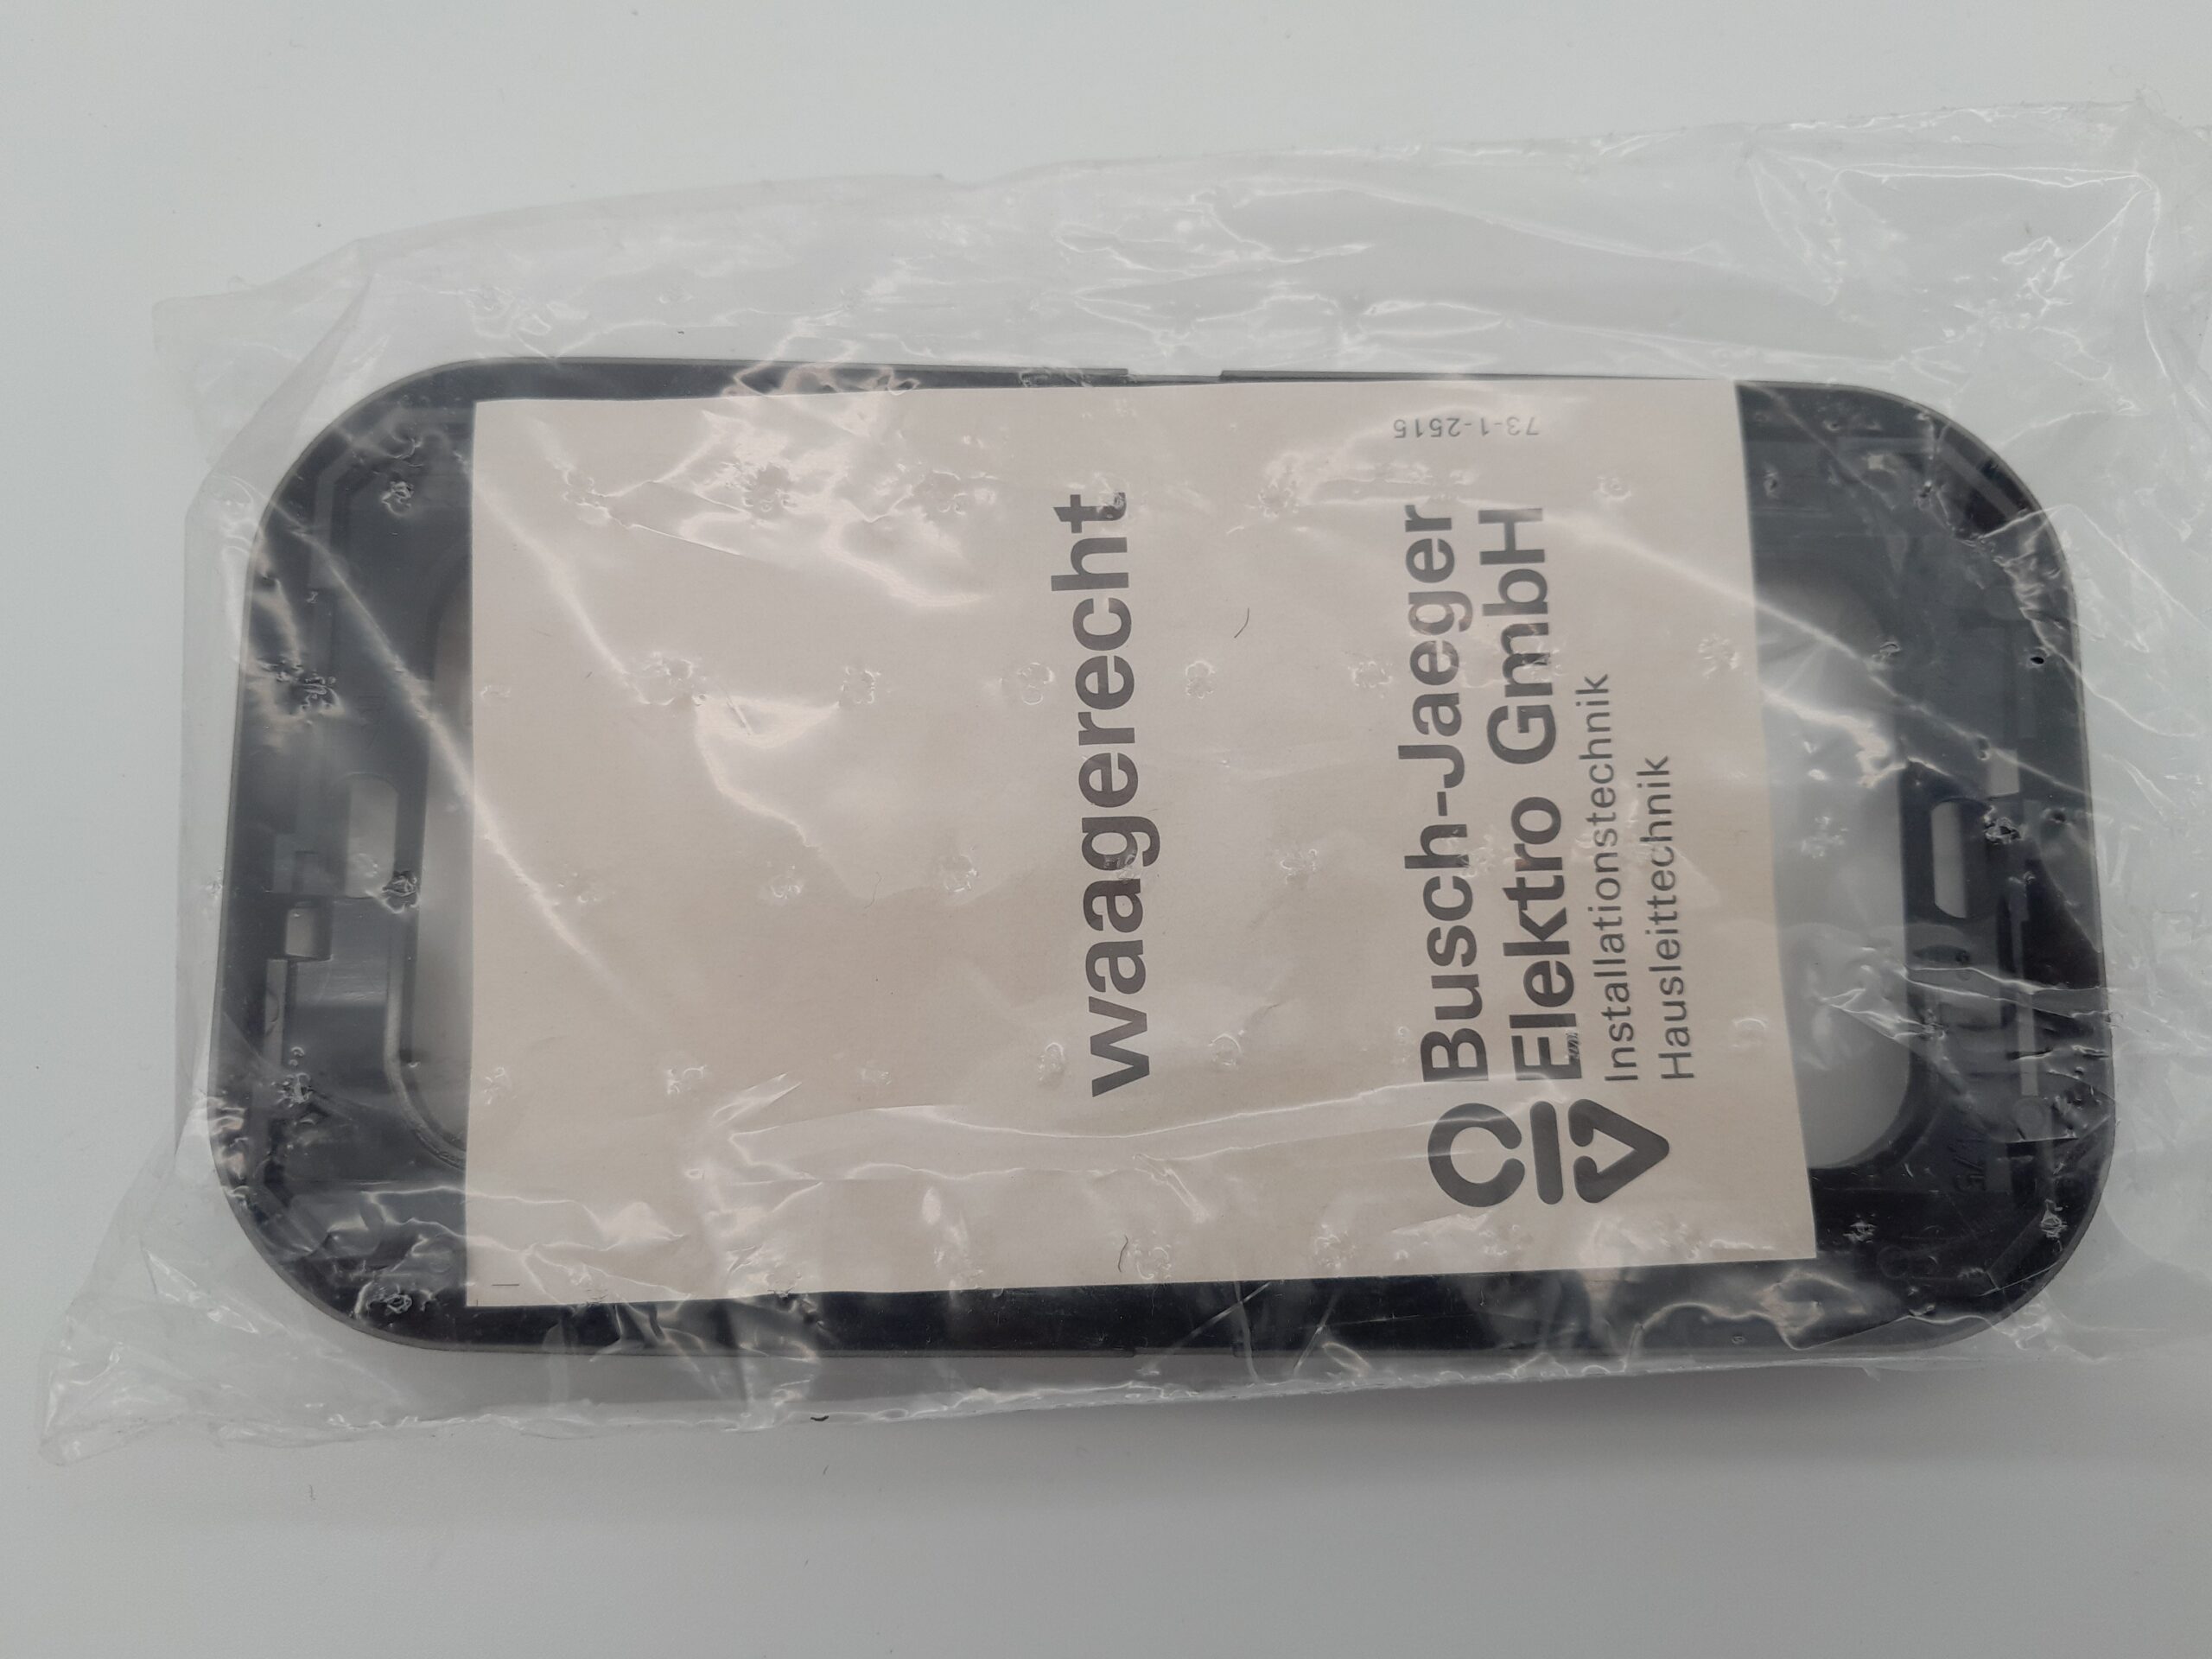 waagerecht
Busch-Jaeger
Elektro GmbH
Installationstechnik
Hausleittechnik
73-1-2515